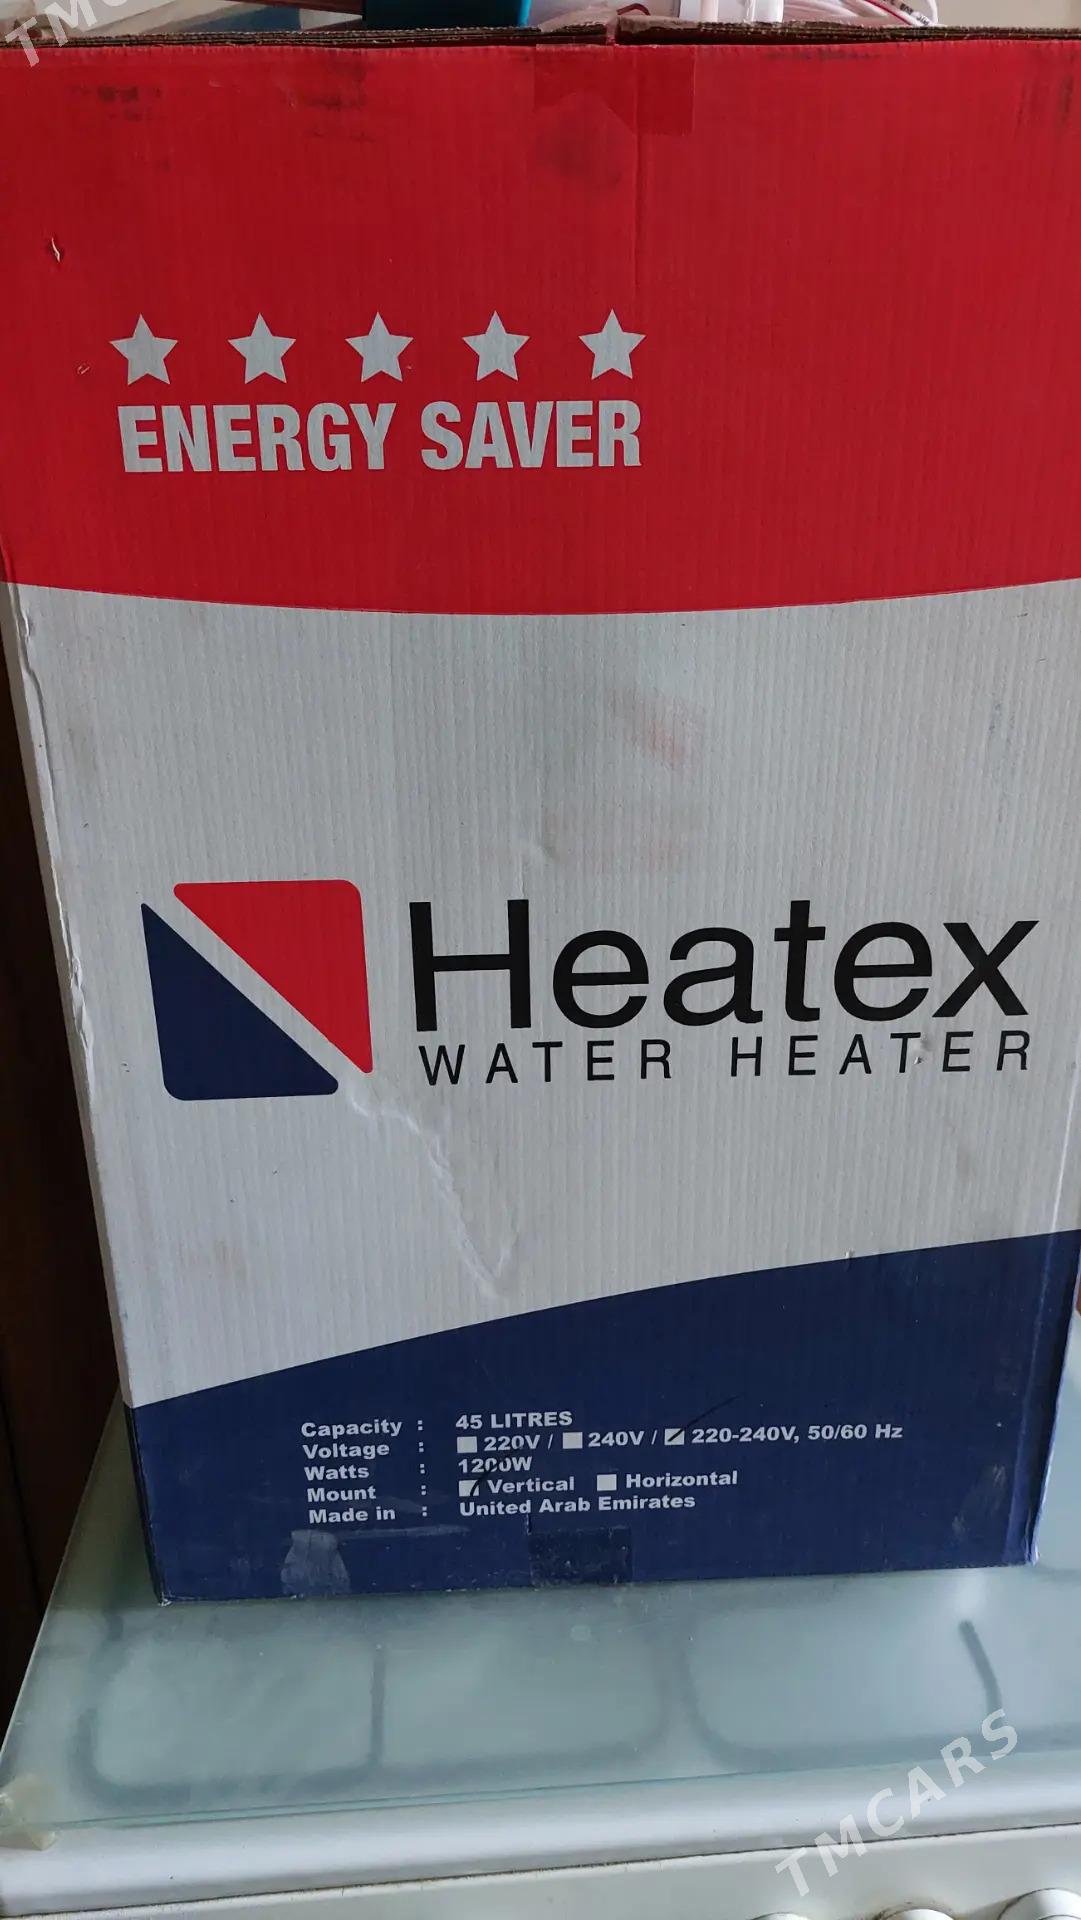 ENERGY SAVER
Heatex
WATER HEATER
Capacity : 45 LITRES
Voltage : 220V / 240V / 220-240V, 50/60 Hz
Watts : 1200W
Mount : Vertical Horizontal
Made in : United Arab Emirates
TMCARS